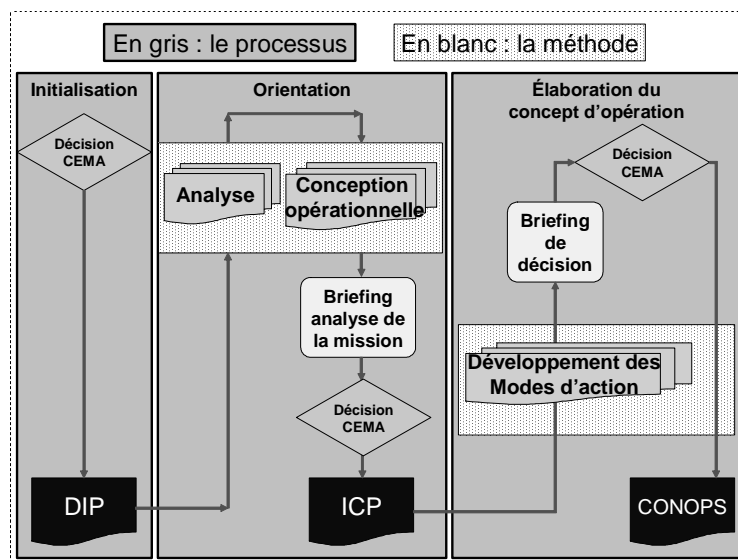 En gris : le processus
En blanc : la méthode
Initialisation
Décision
CEMA
DIP
Orientation
Analyse
Conception
opérationnelle
Briefing
analyse de
la mission
Décision
CEMA
ICP
Élaboration du
concept d'opération
Décision
CEMA
Briefing
de
décision
Développement des
Modes d'action
CONOPS